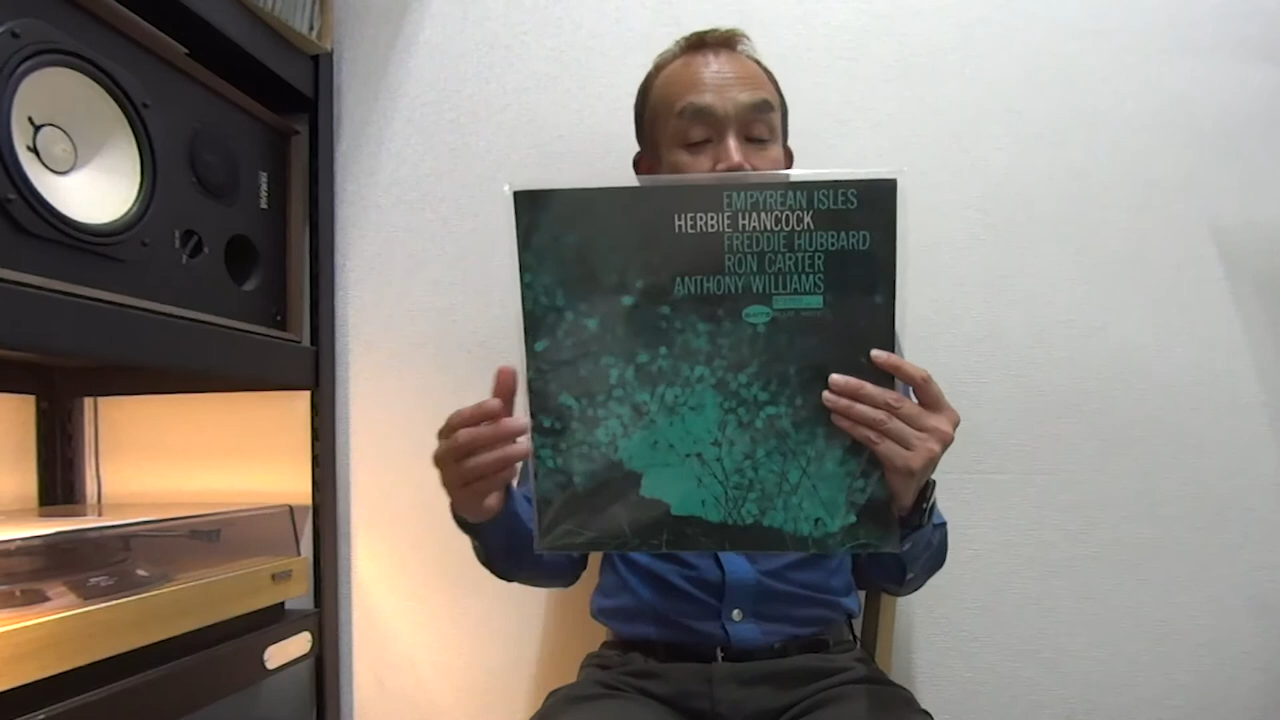 EMPYREAN ISLES
HERBIE HANCOCK
FREDDIE HUBBARD
RON CARTER
ANTHONY WILLIAMS
YAMAHA